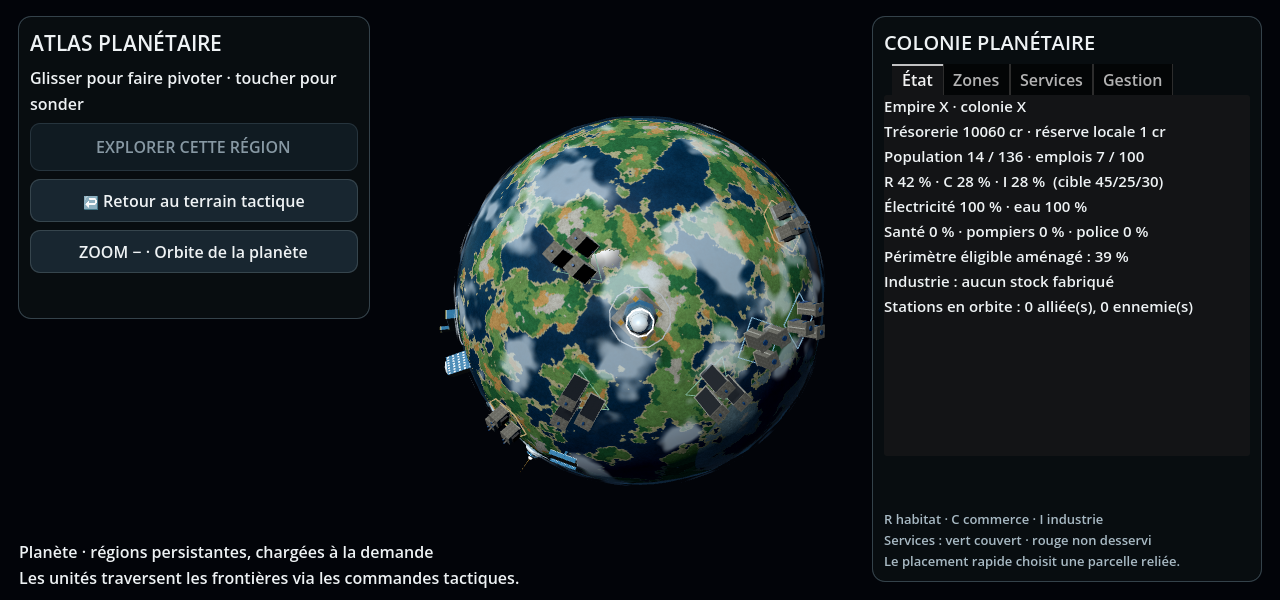 ATLAS PLANÉTAIRE
Glisser pour faire pivoter · toucher pour
sonder
EXPLORER CETTE RÉGION
Retour au terrain tactique
ZOOM − · Orbite de la planète
COLONIE PLANÉTAIRE
État Zones Services Gestion
Empire X · colonie X
Trésorerie 10060 cr · réserve locale 1 cr
Population 14 / 136 · emplois 7 / 100
R 42 % · C 28 % · I 28 % (cible 45/25/30)
Électricité 100 % · eau 100 %
Santé 0 % · pompiers 0 % · police 0 %
Périmètre éligible aménagé : 39 %
Industrie : aucun stock fabriqué
Stations en orbite : 0 alliée(s), 0 ennemie(s)
R habitat · C commerce · I industrie
Services : vert couvert · rouge non desservi
Le placement rapide choisit une parcelle reliée.
Planète · régions persistantes, chargées à la demande
Les unités traversent les frontières via les commandes tactiques.